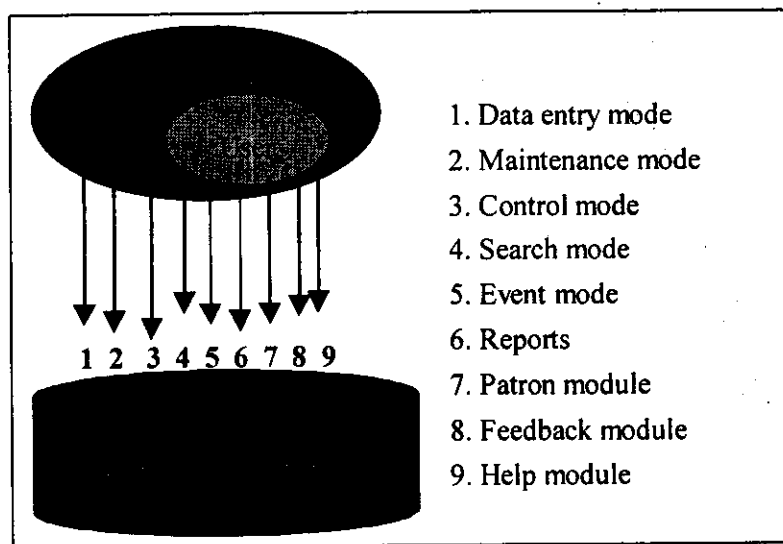 1. Data entry mode
2. Maintenance mode
3. Control mode
4. Search mode
5. Event mode
6. Reports
7. Patron module
8. Feedback module
9. Help module
1 2 3 4 5 6 7 8 9